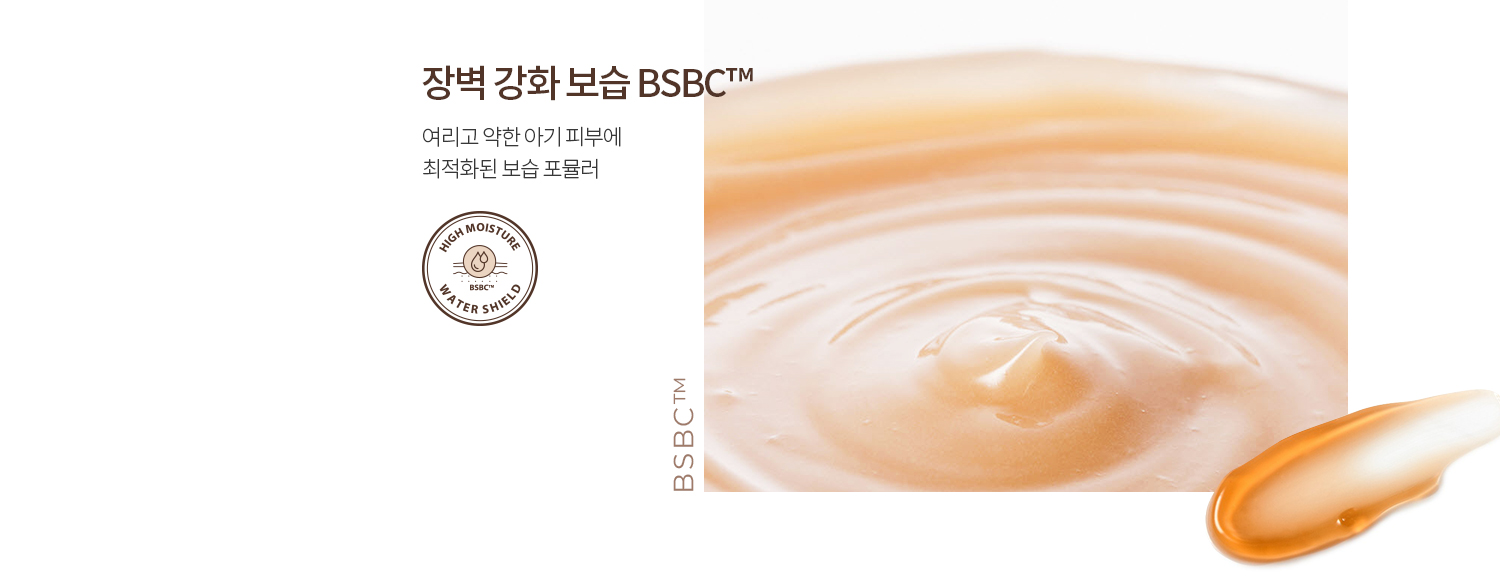 장벽 강화 보습 BSBC™
여리고 약한 아기 피부에
최적화된 보습 포뮬러
HIGH MOISTURE
BSBC™
WATER SHIELD
BSBC™